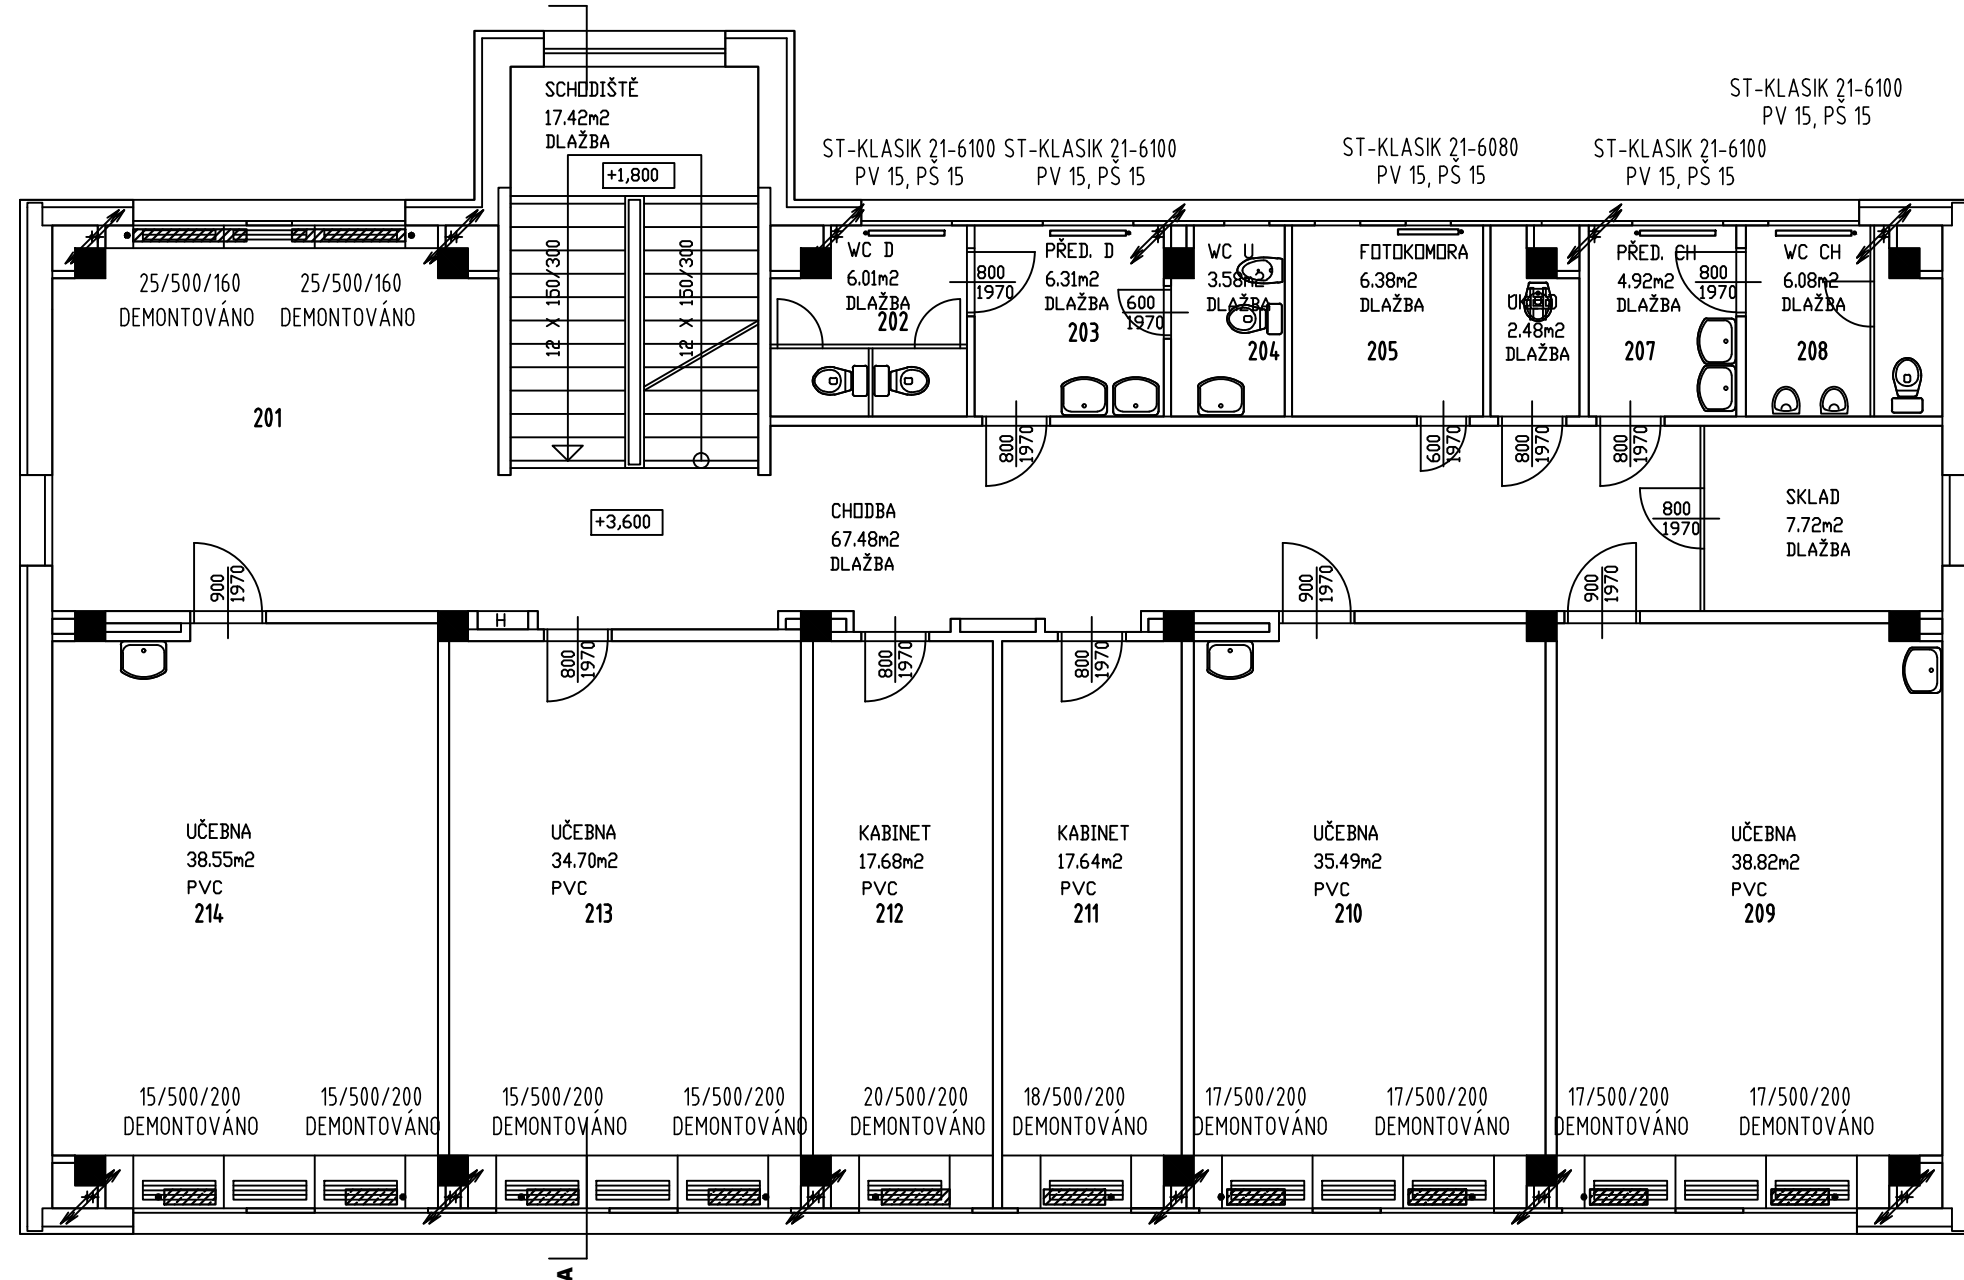 SCHODIŠTĚ
17.42m2
DLAŽBA
+1,800
12 X 150/300
12 X 150/300
ST-KLASIK 21-6100
PV 15, PŠ 15
ST-KLASIK 21-6100
PV 15, PŠ 15
ST-KLASIK 21-6080
PV 15, PŠ 15
ST-KLASIK 21-6100
PV 15, PŠ 15
ST-KLASIK 21-6100
PV 15, PŠ 15
25/500/160
DEMONTOVÁNO
25/500/160
DEMONTOVÁNO
201
WC D
6.01m2
DLAŽBA
202
800
1970
PŘED. D
6.31m2
DLAŽBA
203
600
1970
WC U
3.58m2
DLAŽBA
204
FOTOKOMORA
6.38m2
DLAŽBA
205
2.48m2
DLAŽBA
PŘED. CH
4.92m2
DLAŽBA
207
800
1970
WC CH
6.08m2
DLAŽBA
208
800
1970
600
1970
800
1970
800
1970
+3,600
CHODBA
67.48m2
DLAŽBA
800
1970
SKLAD
7.72m2
DLAŽBA
900
1970
900
1970
900
1970
H
800
1970
800
1970
800
1970
UČEBNA
38.55m2
PVC
214
UČEBNA
34.70m2
PVC
213
KABINET
17.68m2
PVC
212
KABINET
17.64m2
PVC
211
UČEBNA
35.49m2
PVC
210
UČEBNA
38.82m2
PVC
209
15/500/200
DEMONTOVÁNO
15/500/200
DEMONTOVÁNO
15/500/200
DEMONTOVÁNO
15/500/200
DEMONTOVÁNO
20/500/200
DEMONTOVÁNO
18/500/200
DEMONTOVÁNO
17/500/200
DEMONTOVÁNO
17/500/200
DEMONTOVÁNO
17/500/200
DEMONTOVÁNO
17/500/200
DEMONTOVÁNO
A